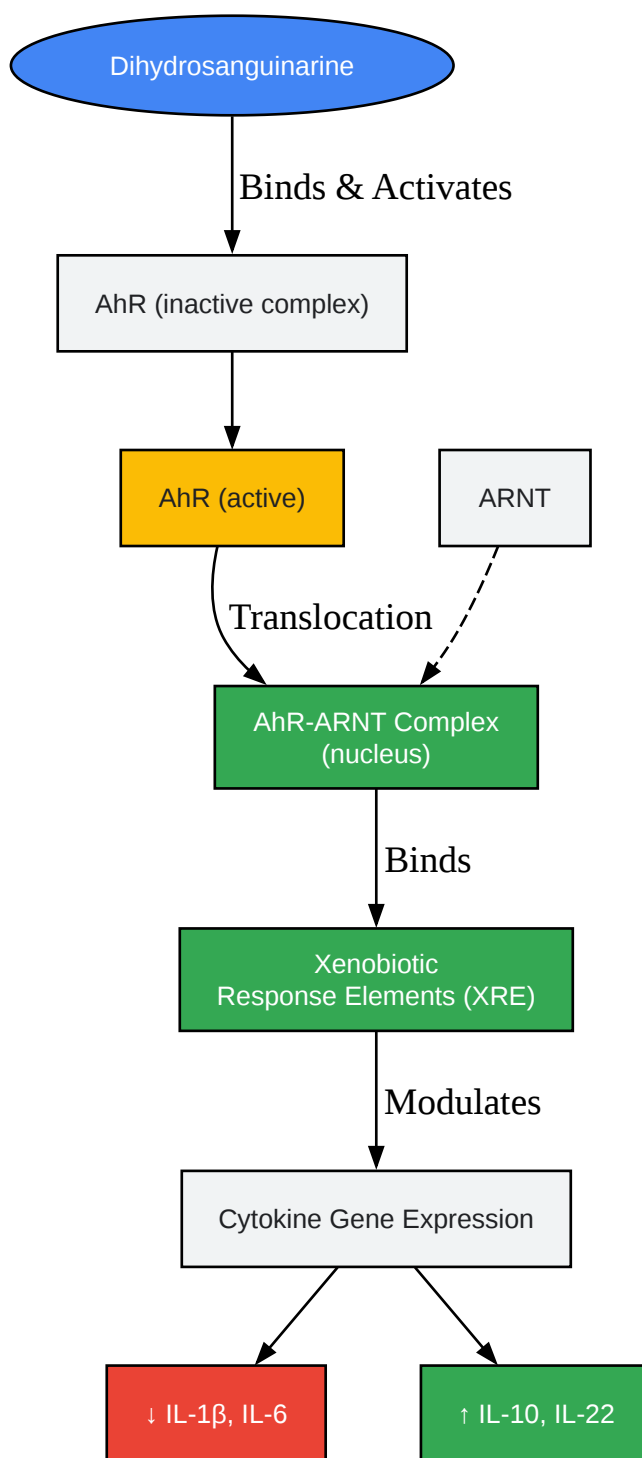 Dihydrosanguinarine
Binds & Activates
AhR (inactive complex)
AhR (active)
ARNT
Translocation
AhR-ARNT Complex
(nucleus)
Binds
Xenobiotic
Response Elements (XRE)
Modulates
Cytokine Gene Expression
↓ IL-1β, IL-6
↑ IL-10, IL-22